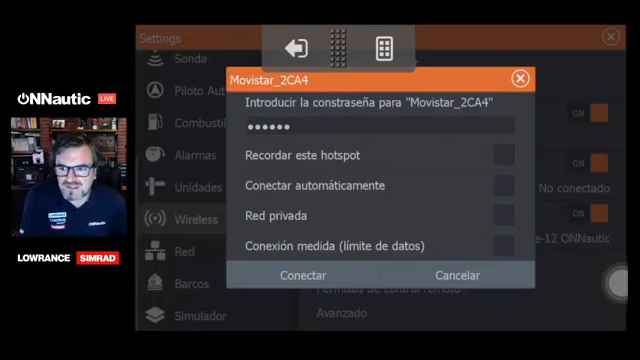 Settings
Sonda
Piloto Aut
Combustib
Alarmas
Unidades
Wireless
Red
Barcos
Simulador
Movistar_2CA4
Introducir la constraseña para "Movistar_2CA4"
••••••
Recordar este hotspot
Conectar automáticamente
Red privada
Conexión medida (límite de datos)
Conectar
Cancelar
ON
ON
No conectado
ON
e-12 ONNautic
Permisos de control remoto
Avanzado
ONNautic LIVE
LOWRANCE SIMRAD